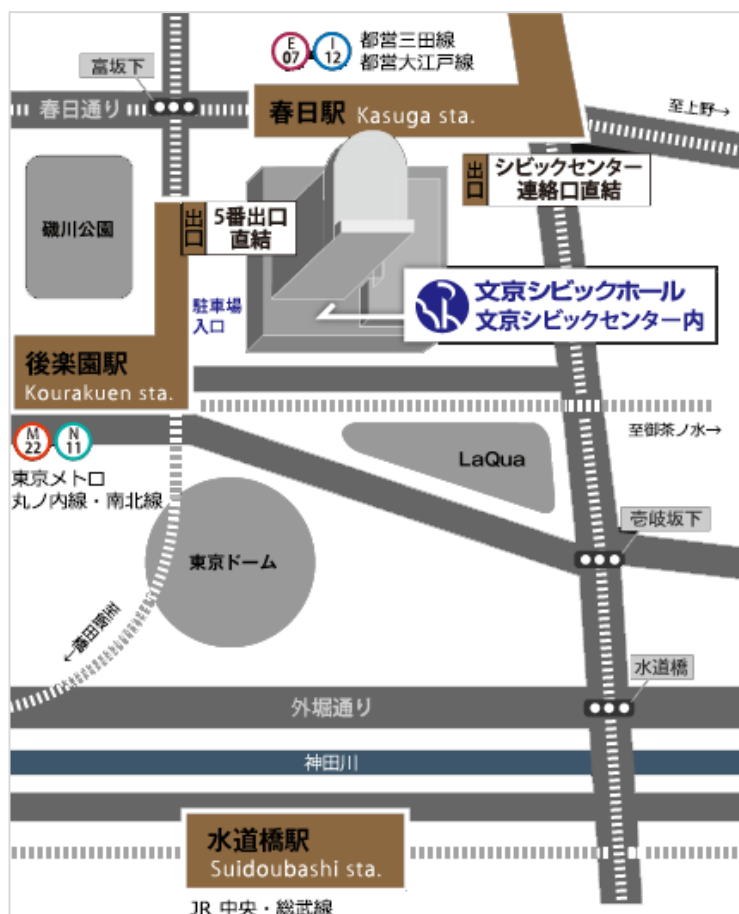 E
07
I
12
都営三田線
都営大江戸線
富坂下
春日通り
春日駅 Kasuga sta.
至上野→
出口
シビックセンター
連絡口直結
出口
5番出口
直結
礫川公園
駐車場
入口
文京シビックホール
文京シビックセンター内
後楽園駅
Kourakuen sta.
M
22
N
11
東京メトロ
丸ノ内線・南北線
LaQua
至御茶ノ水→
壱岐坂下
東京ドーム
至飯田橋→
水道橋
外堀通り
神田川
水道橋駅
Suidoubashi sta.
JR 中央・総武線